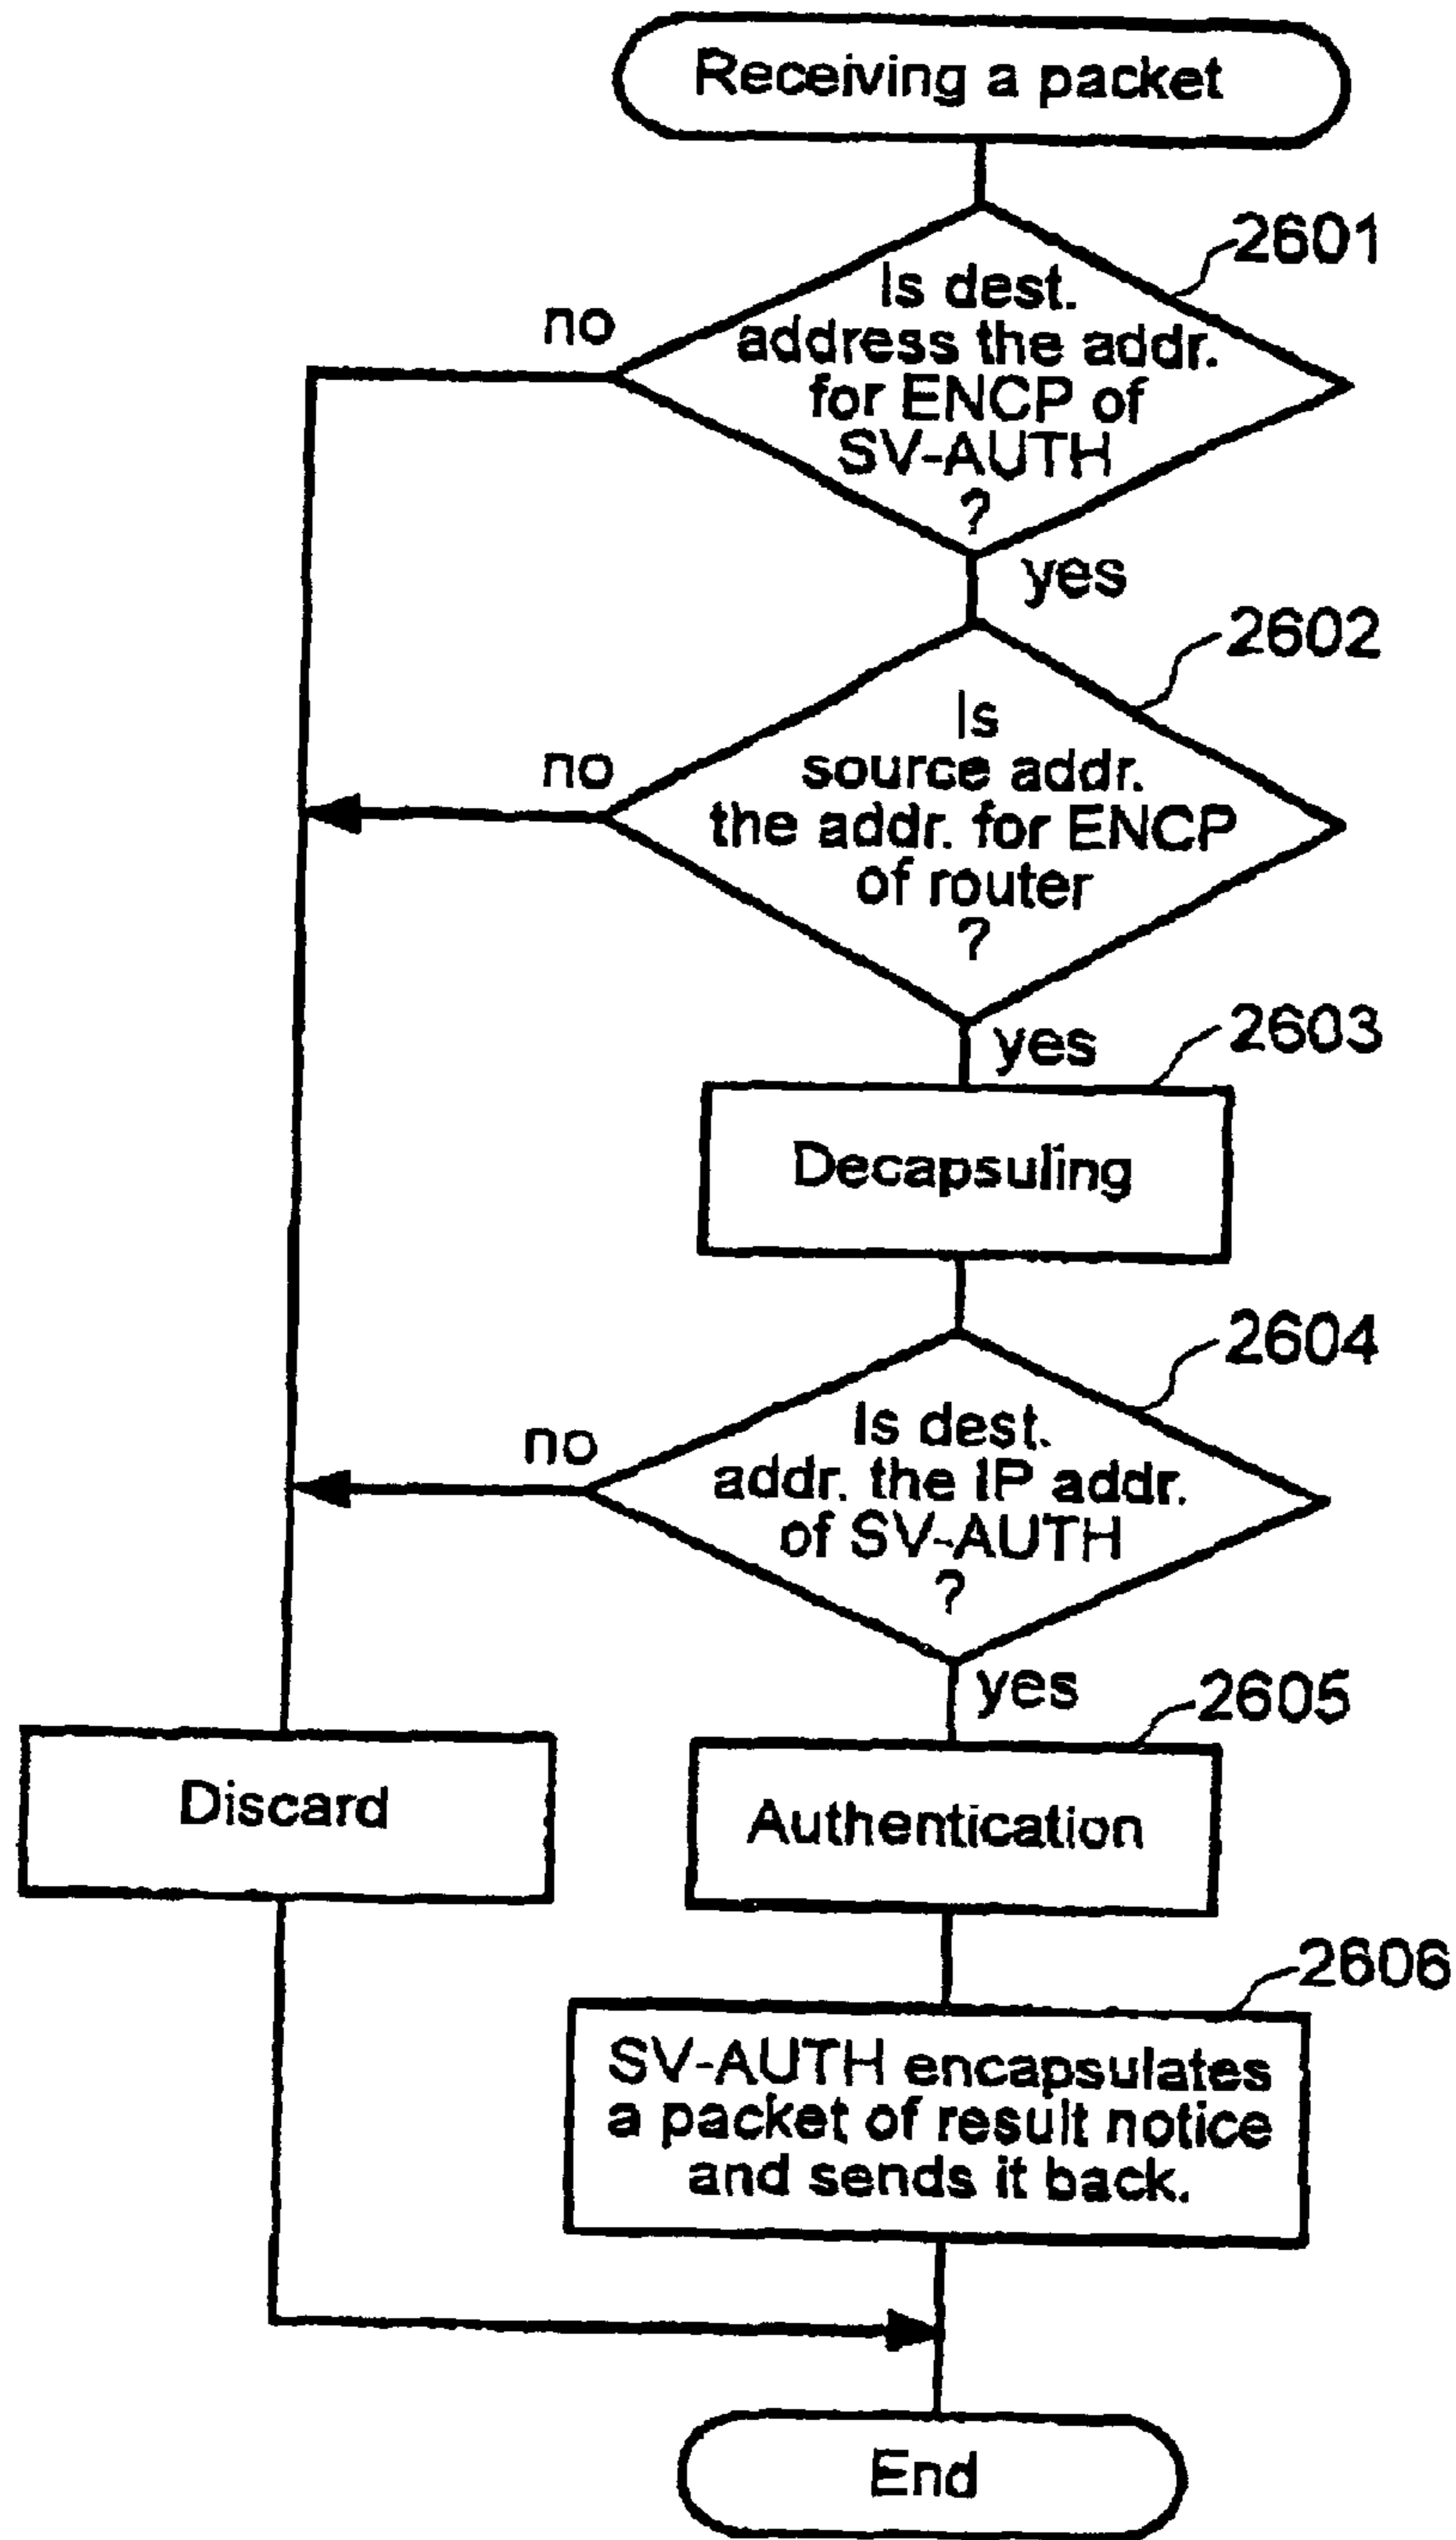 Receiving a packet
2601
Is dest.
address the addr.
for ENCP of
SV-AUTH
?
no
yes
2602
Is
source addr.
the addr. for ENCP
of router
?
no
yes
2603
Decapsuling
2604
Is dest.
addr. the IP addr.
of SV-AUTH
?
no
yes
2605
Discard
Authentication
2606
SV-AUTH encapsulates
a packet of result notice
and sends it back.
End